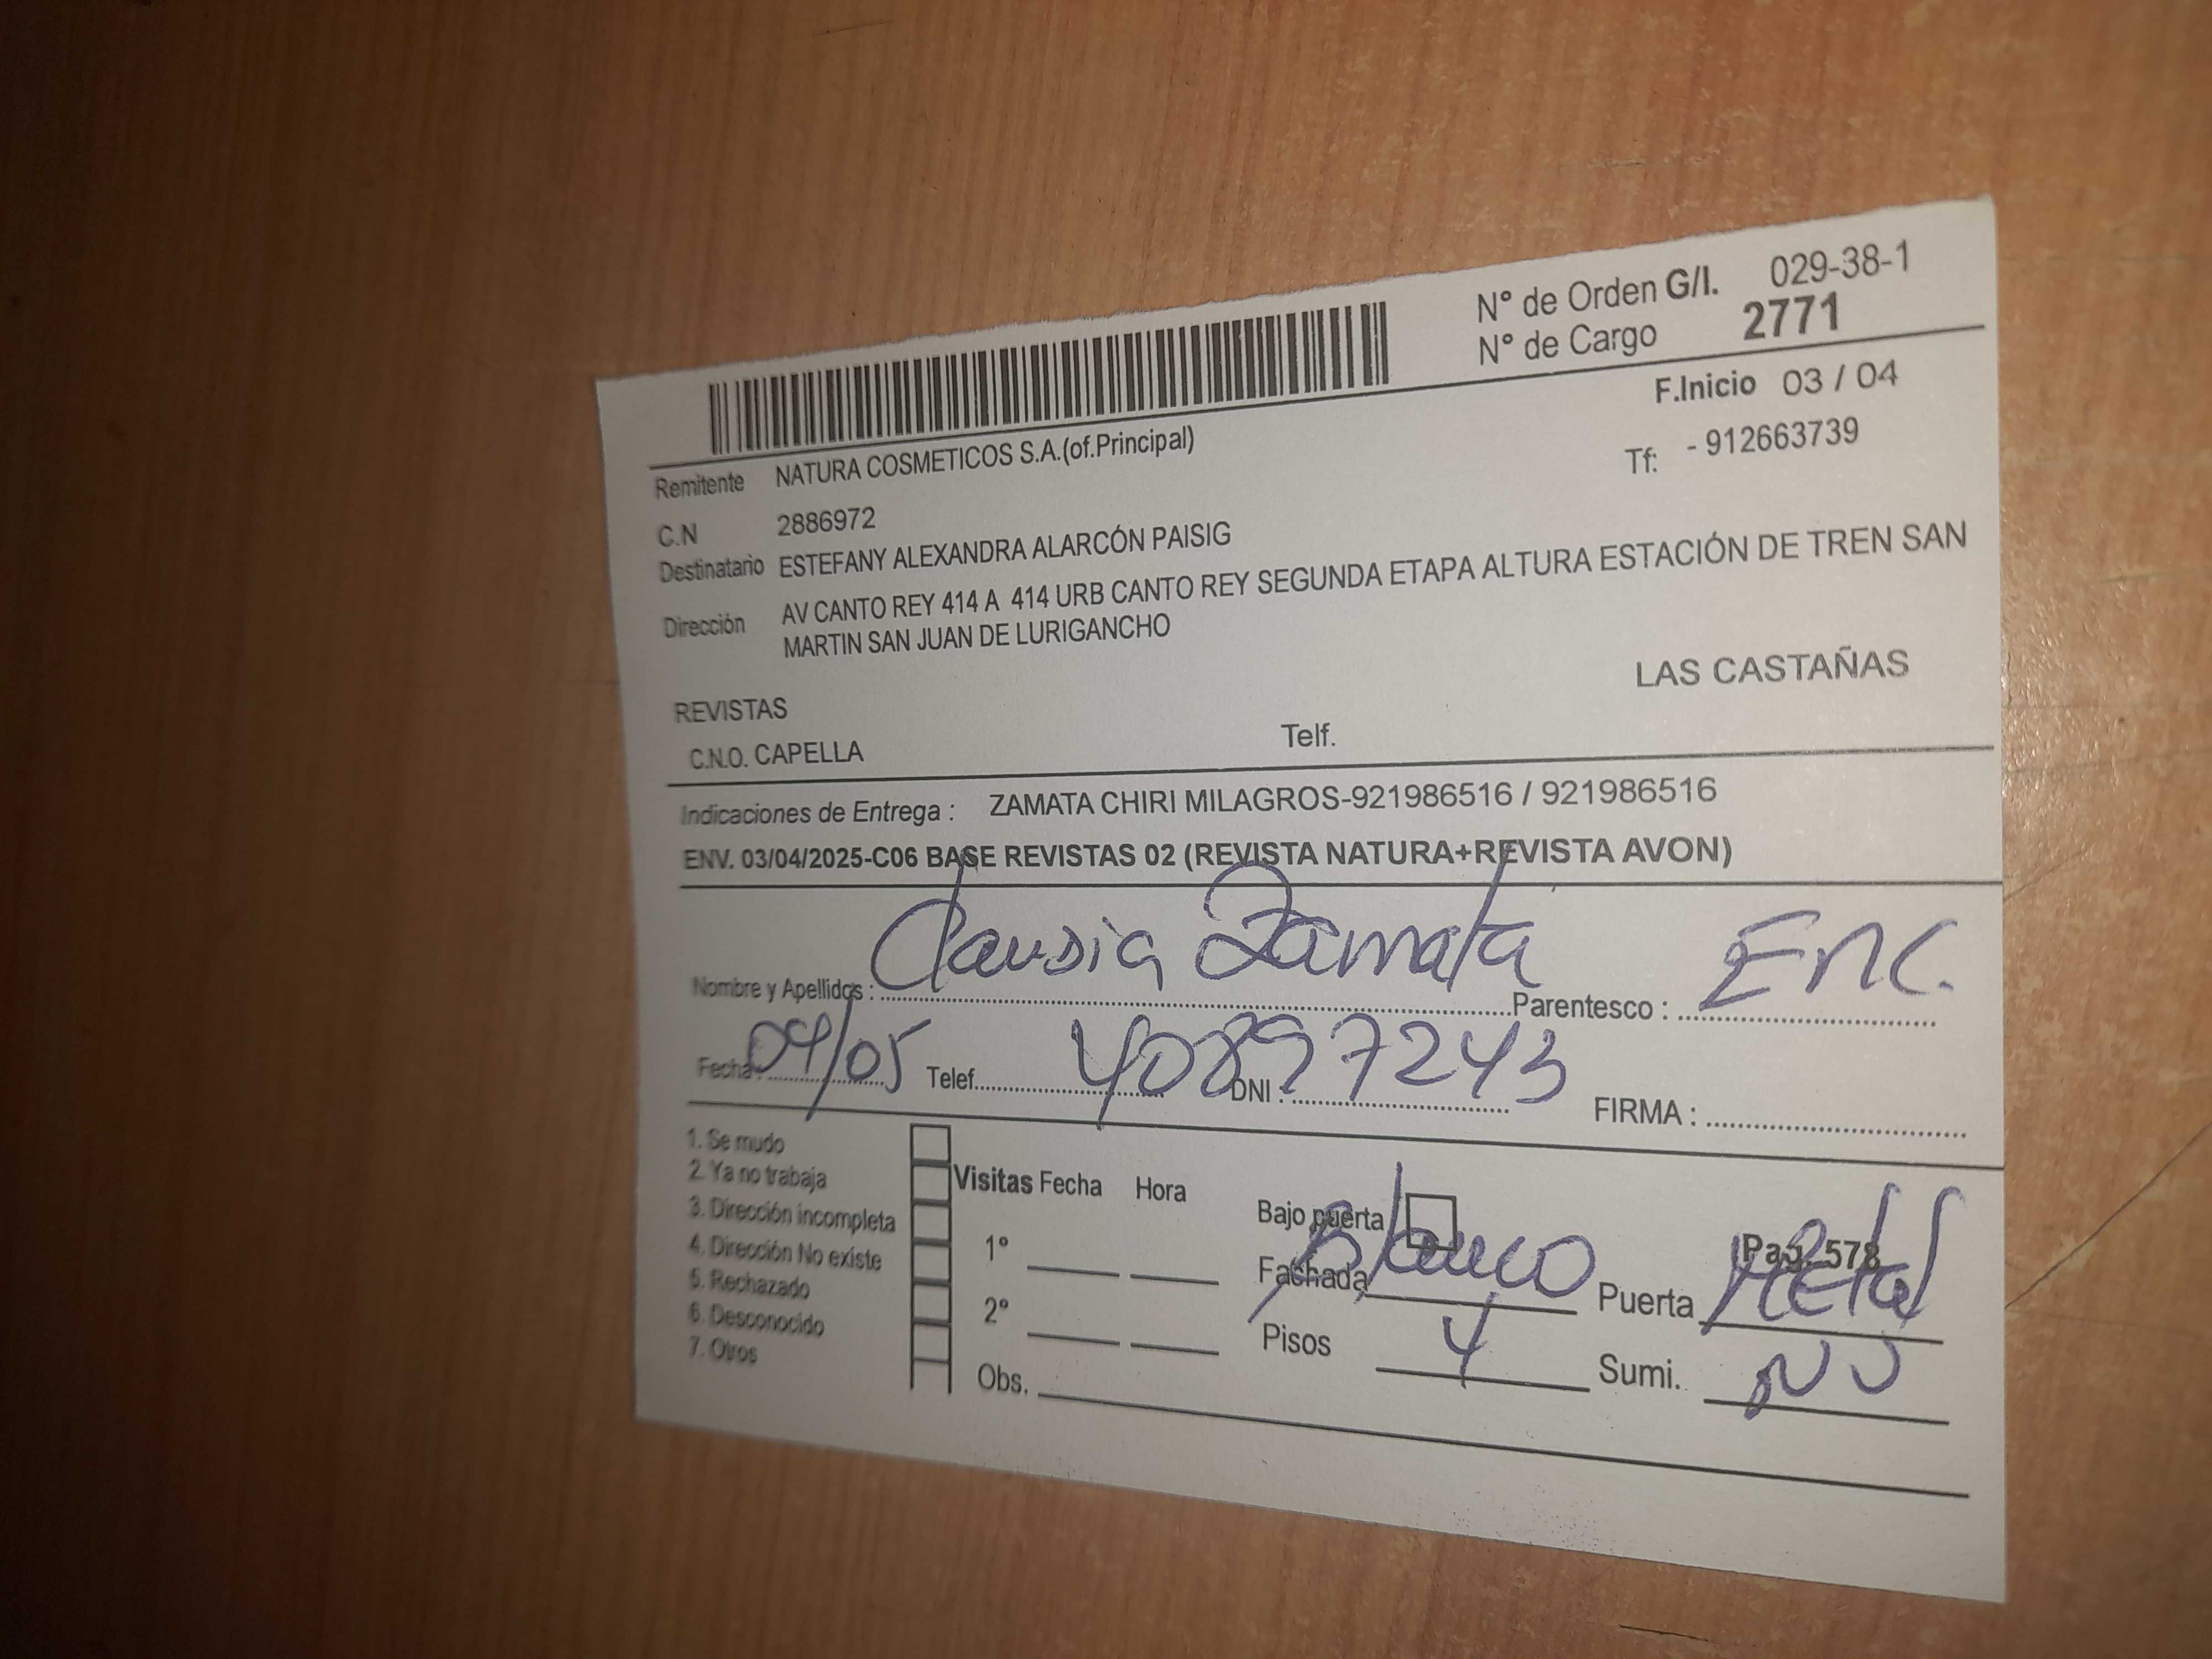 N° de Orden G/I. 029-38-1
N° de Cargo 2771
F.Inicio 03 / 04
Remitente NATURA COSMETICOS S.A.(of.Principal)
Tf: - 912663739
C.N 2886972
Destinatario ESTEFANY ALEXANDRA ALARCÓN PAISIG
Dirección AV CANTO REY 414 A 414 URB CANTO REY SEGUNDA ETAPA ALTURA ESTACIÓN DE TREN SAN
MARTIN SAN JUAN DE LURIGANCHO
LAS CASTAÑAS
REVISTAS
C.N.O. CAPELLA Telf.
Indicaciones de Entrega : ZAMATA CHIRI MILAGROS-921986516 / 921986516
ENV. 03/04/2025-C06 BASE REVISTAS 02 (REVISTA NATURA+REVISTA AVON)
Nombre y Apellidos : Claudia Zamata Parentesco : Enc.
Fecha: 04/05 Telef. DNI : 40897243 FIRMA :
1. Se mudo
2. Ya no trabaja
3. Dirección incompleta
4. Dirección No existe
5. Rechazado
6. Desconocido
7. Otros
Visitas Fecha Hora
1°
2°
Obs.
Bajo puerta
Pag. 578
Fachada Blanco Puerta Metal
Pisos 4 Sumi.